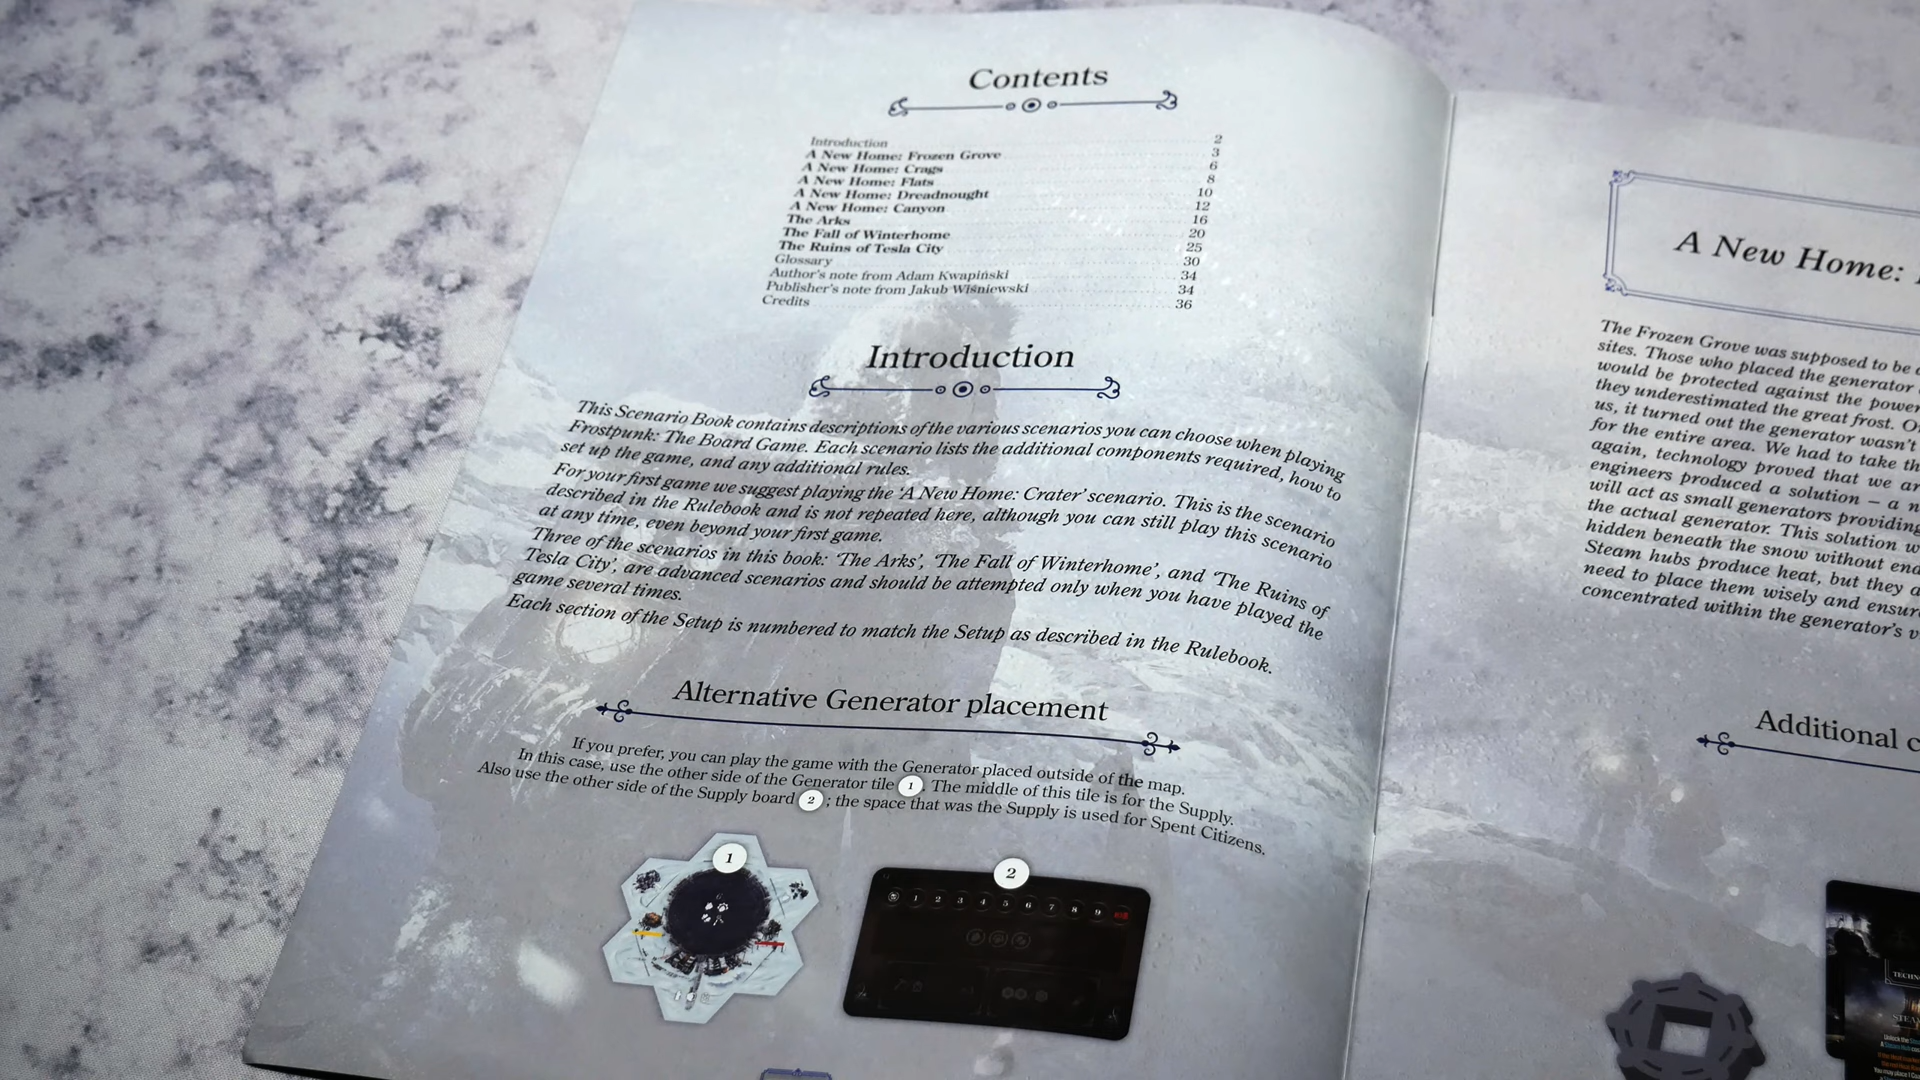 Contents
Introduction 2
A New Home: Frozen Grove 3
A New Home: Crags 6
A New Home: Flats 8
A New Home: Dreadnought 10
A New Home: Canyon 12
The Arks 16
The Fall of Winterhome 20
The Ruins of Tesla City 25
Glossary 30
Author's note from Adam Kwapiński 34
Publisher's note from Jakub Wiśniewski 34
Credits 36
Introduction
This Scenario Book contains descriptions of the various scenarios you can choose when playing
Frostpunk: The Board Game. Each scenario lists the additional components required, how to
set up the game, and any additional rules.
For your first game we suggest playing the 'A New Home: Crater' scenario. This is the scenario
described in the Rulebook and is not repeated here, although you can still play this scenario
at any time, even beyond your first game.
Three of the scenarios in this book: 'The Arks', 'The Fall of Winterhome', and 'The Ruins of
Tesla City', are advanced scenarios and should be attempted only when you have played the
game several times.
Each section of the Setup is numbered to match the Setup as described in the Rulebook.
Alternative Generator placement
If you prefer, you can play the game with the Generator placed outside of the map.
In this case, use the other side of the Generator tile 1 . The middle of this tile is for the Supply.
Also use the other side of the Supply board 2 ; the space that was the Supply is used for Spent Citizens.
1
2
1 2 3 4 5 6 7 8 9
A New Home:
The Frozen Grove was supposed to be
sites. Those who placed the generator
would be protected against the power
they underestimated the great frost.
us, it turned out the generator wasn't
for the entire area. We had to take
again, technology proved that we
engineers produced a solution – a
will act as small generators providing
the actual generator. This solution
hidden beneath the snow without
Steam hubs produce heat, but they
need to place them wisely and
concentrated within the generator's
Additional